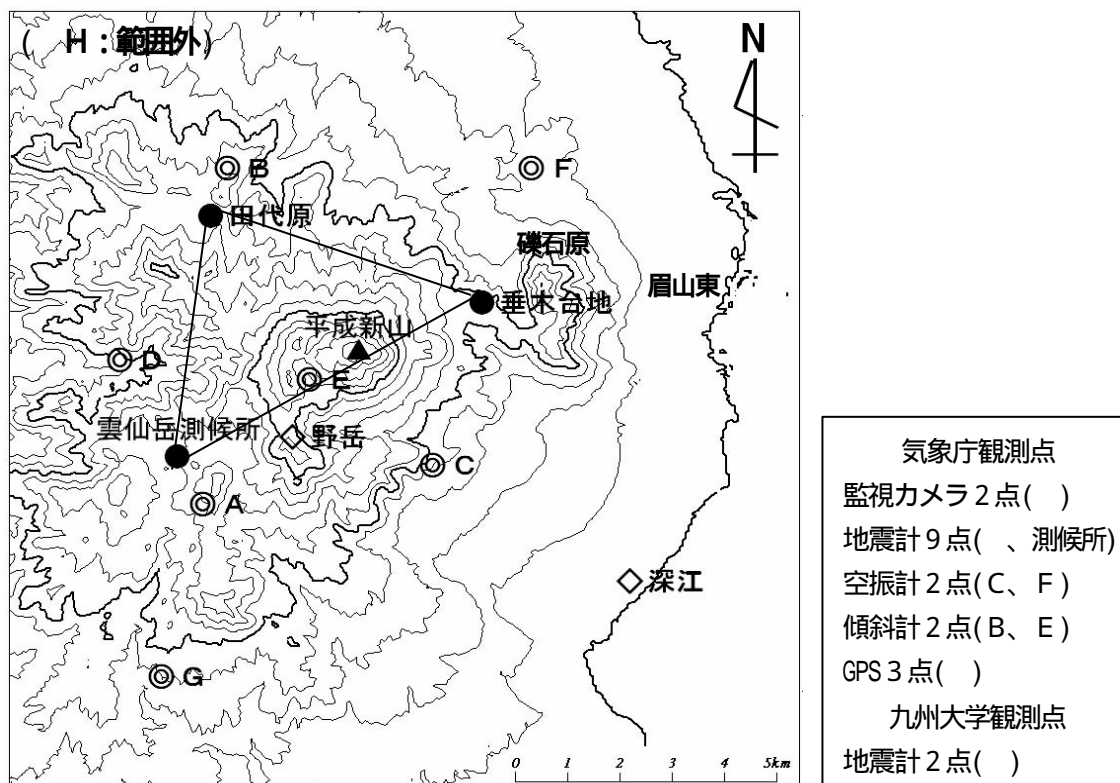 ( H：範囲外)
N
B
F
田代原
礫石原
眉山東
垂木台地
平成新山
D
E
雲仙岳測候所
野岳
C
A
深江
G
0 1 2 3 4 5km
気象庁観測点
監視カメラ２点( )
地震計９点( 、測候所)
空振計２点(C、F)
傾斜計２点(B、E)
GPS３点( )
九州大学観測点
地震計２点( )